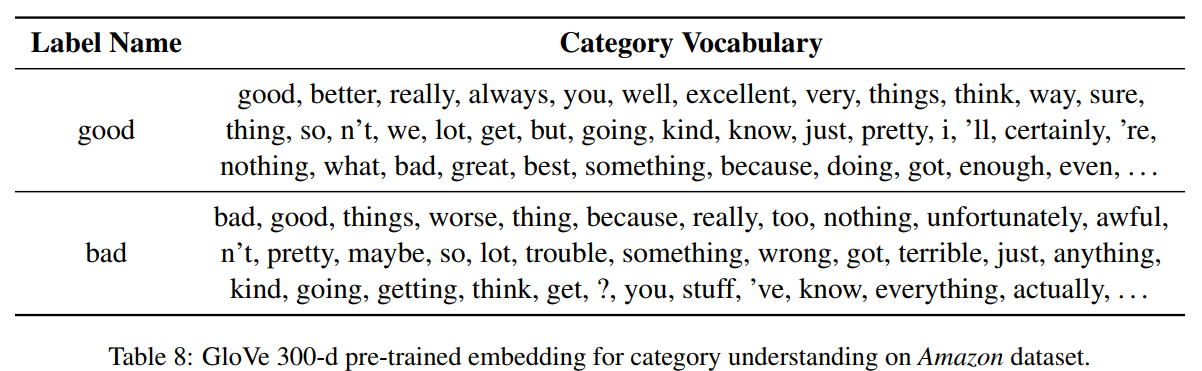 Label Name Category Vocabulary
good, better, really, always, you, well, excellent, very, things, think, way, sure,
good thing, so, n’t, we, lot, get, but, going, kind, know, just, pretty, i, ’ll, certainly, ’re,
nothing, what, bad, great, best, something, because, doing, got, enough, even, . . .
bad, good, things, worse, thing, because, really, too, nothing, unfortunately, awful,
bad n’t, pretty, maybe, so, lot, trouble, something, wrong, got, terrible, just, anything,
kind, going, getting, think, get, ?, you, stuff, ’ve, know, everything, actually, . . .
Table 8: GloVe 300-d pre-trained embedding for category understanding on Amazon dataset.